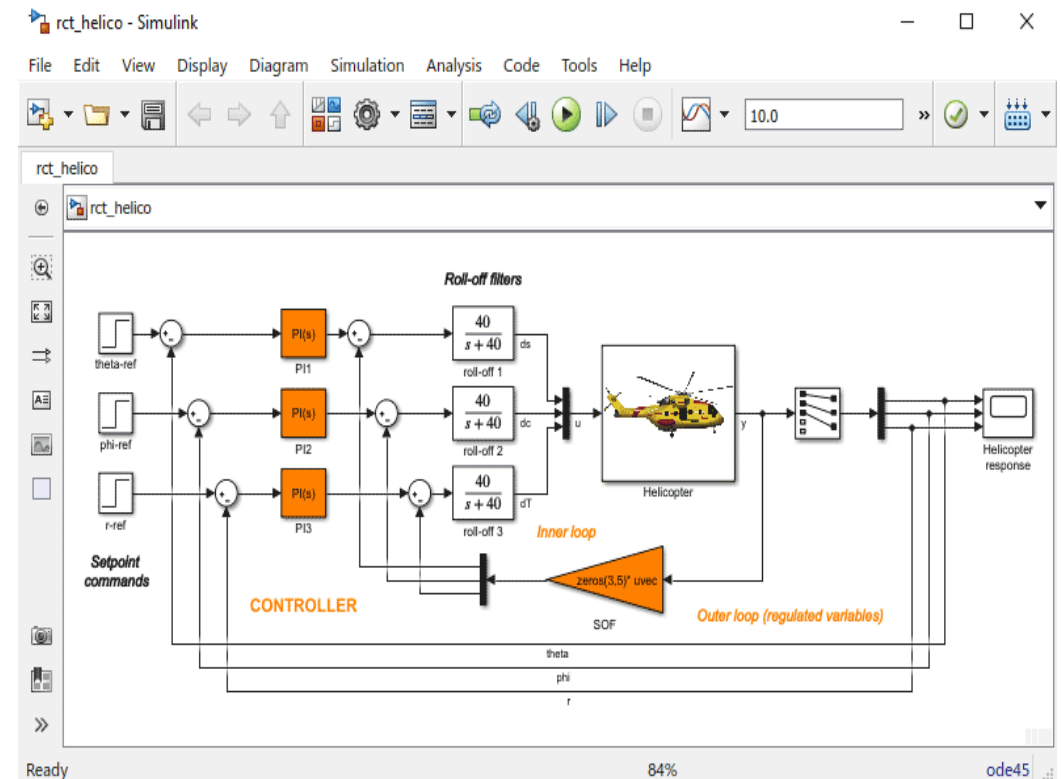 rct_helico - Simulink
File Edit View Display Diagram Simulation Analysis Code Tools Help
10.0
»
rct_helico
rct_helico
Roll-off filters
theta-ref
PI(s)
PI1
40
s + 40
roll-off 1
ds
phi-ref
PI(s)
PI2
40
s + 40
roll-off 2
dc
r-ref
PI(s)
PI3
40
s + 40
roll-off 3
dT
u
Helicopter
y
Helicopter
response
Setpoint
commands
CONTROLLER
Inner loop
zeros(3,5)* uvec
SOF
Outer loop (regulated variables)
theta
phi
r
Ready 84% ode45